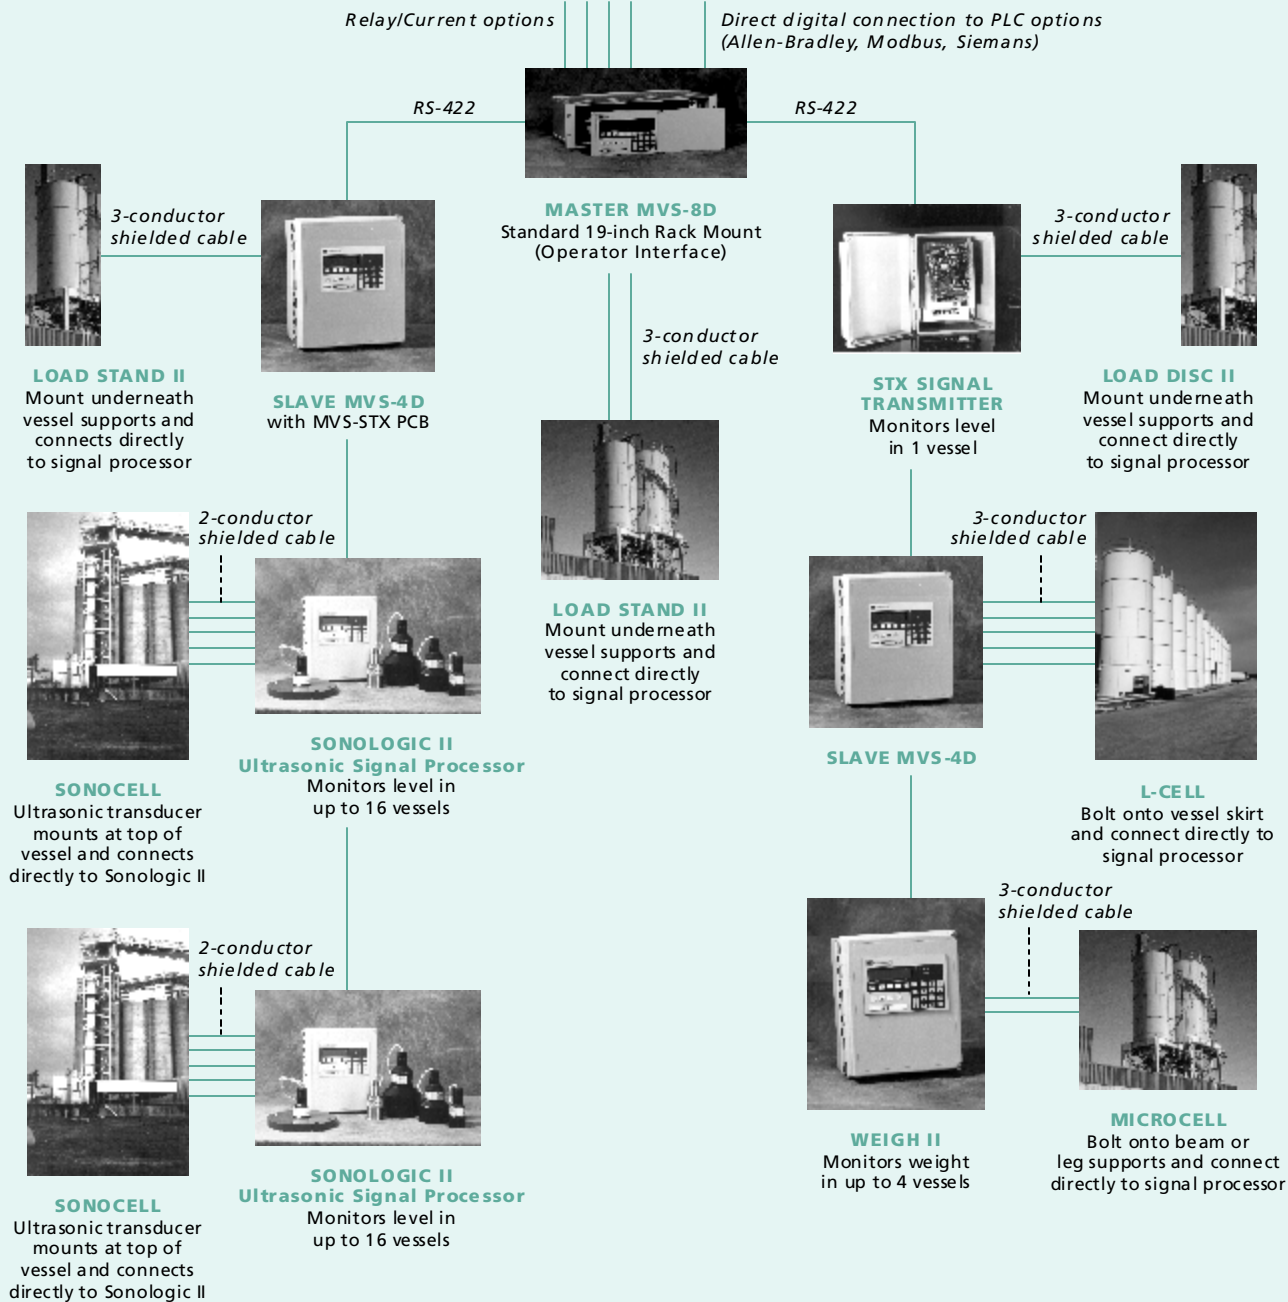 Relay/Current options
Direct digital connection to PLC options
(Allen-Bradley, Modbus, Siemans)
RS-422
RS-422
MASTER MVS-8D
Standard 19-inch Rack Mount
(Operator Interface)
3-conductor
shielded cable
3-conductor
shielded cable
3-conductor
shielded cable
LOAD STAND II
Mount underneath
vessel supports and
connects directly
to signal processor
SLAVE MVS-4D
with MVS-STX PCB
STX SIGNAL
TRANSMITTER
Monitors level
in 1 vessel
LOAD DISC II
Mount underneath
vessel supports and
connect directly
to signal processor
2-conductor
shielded cable
3-conductor
shielded cable
LOAD STAND II
Mount underneath
vessel supports and
connect directly
to signal processor
SONOCELL
Ultrasonic transducer
mounts at top of
vessel and connects
directly to Sonologic II
SONOLOGIC II
Ultrasonic Signal Processor
Monitors level in
up to 16 vessels
SLAVE MVS-4D
L-CELL
Bolt onto vessel skirt
and connect directly to
signal processor
2-conductor
shielded cable
3-conductor
shielded cable
SONOCELL
Ultrasonic transducer
mounts at top of
vessel and connects
directly to Sonologic II
SONOLOGIC II
Ultrasonic Signal Processor
Monitors level in
up to 16 vessels
WEIGH II
Monitors weight
in up to 4 vessels
MICROCELL
Bolt onto beam or
leg supports and connect
directly to signal processor